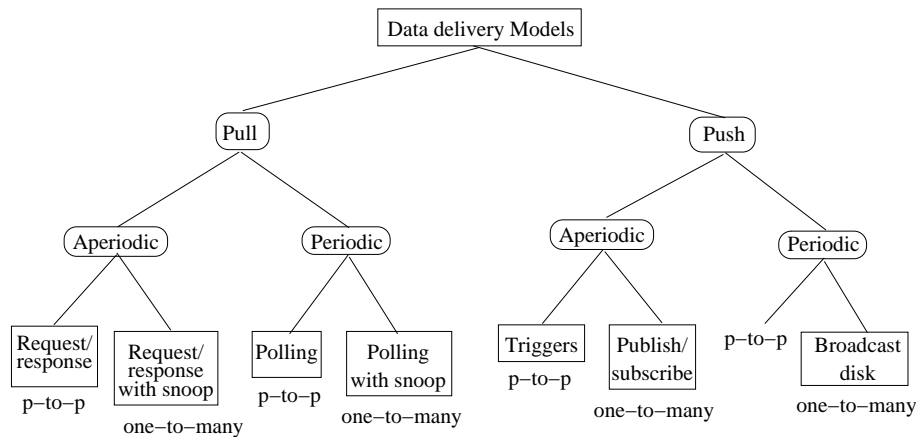 Data delivery Models
Pull
Push
Aperiodic
Periodic
Aperiodic
Periodic
Request/
response
p-to-p
Request/
response
with snoop
one-to-many
Polling
p-to-p
Polling
with snoop
one-to-many
Triggers
p-to-p
Publish/
subscribe
one-to-many
p-to-p
Broadcast
disk
one-to-many